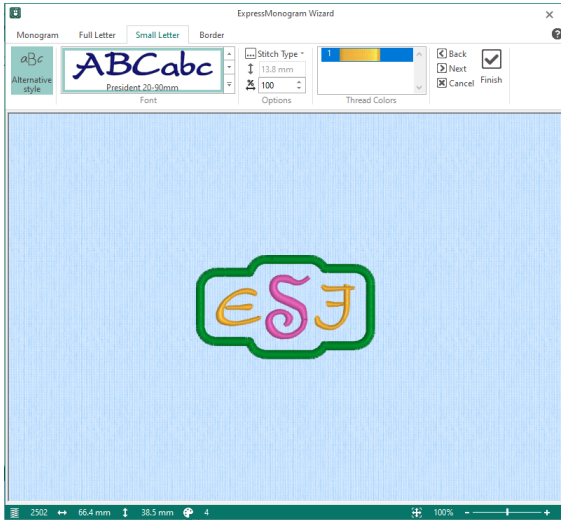 ExpressMonogram Wizard
Monogram Full Letter Small Letter Border
aBc
Alternative style
ABCabc
President 20-90mm
Font
Stitch Type
13.8 mm
100
Options
1
Thread Colors
Back
Next
Cancel
Finish
ESJ
2502 66.4 mm 38.5 mm 4 100% - +